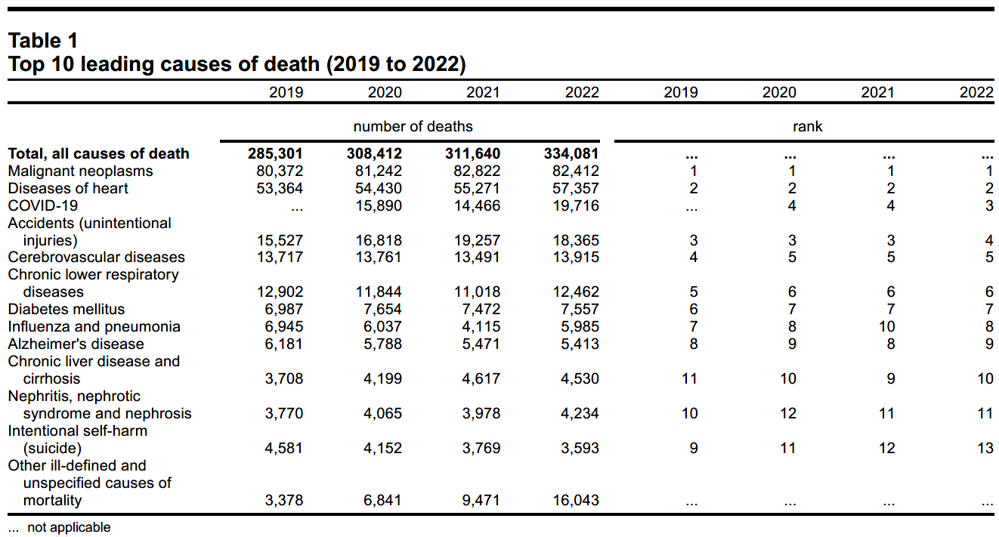 Table 1
Top 10 leading causes of death (2019 to 2022)
2019 2020 2021 2022 2019 2020 2021 2022
number of deaths rank
Total, all causes of death 285,301 308,412 311,640 334,081 ... ... ... ...
Malignant neoplasms 80,372 81,242 82,822 82,412 1 1 1 1
Diseases of heart 53,364 54,430 55,271 57,357 2 2 2 2
COVID-19 ... 15,890 14,466 19,716 ... 4 4 3
Accidents (unintentional
injuries) 15,527 16,818 19,257 18,365 3 3 3 4
Cerebrovascular diseases 13,717 13,761 13,491 13,915 4 5 5 5
Chronic lower respiratory
diseases 12,902 11,844 11,018 12,462 5 6 6 6
Diabetes mellitus 6,987 7,654 7,472 7,557 6 7 7 7
Influenza and pneumonia 6,945 6,037 4,115 5,985 7 8 10 8
Alzheimer's disease 6,181 5,788 5,471 5,413 8 9 8 9
Chronic liver disease and
cirrhosis 3,708 4,199 4,617 4,530 11 10 9 10
Nephritis, nephrotic
syndrome and nephrosis 3,770 4,065 3,978 4,234 10 12 11 11
Intentional self-harm
(suicide) 4,581 4,152 3,769 3,593 9 11 12 13
Other ill-defined and
unspecified causes of
mortality 3,378 6,841 9,471 16,043 ... ... ... ...
... not applicable